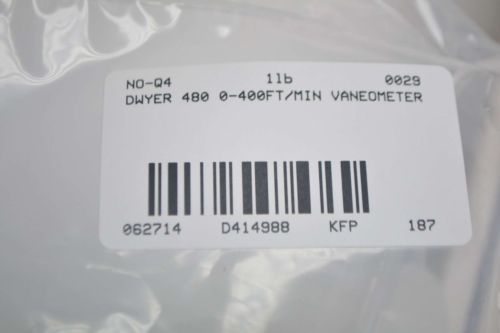 NO-Q4 1lb 0029
DWYER 480 0-400FT/MIN VANEOMETER
062714 D414988 KFP 187